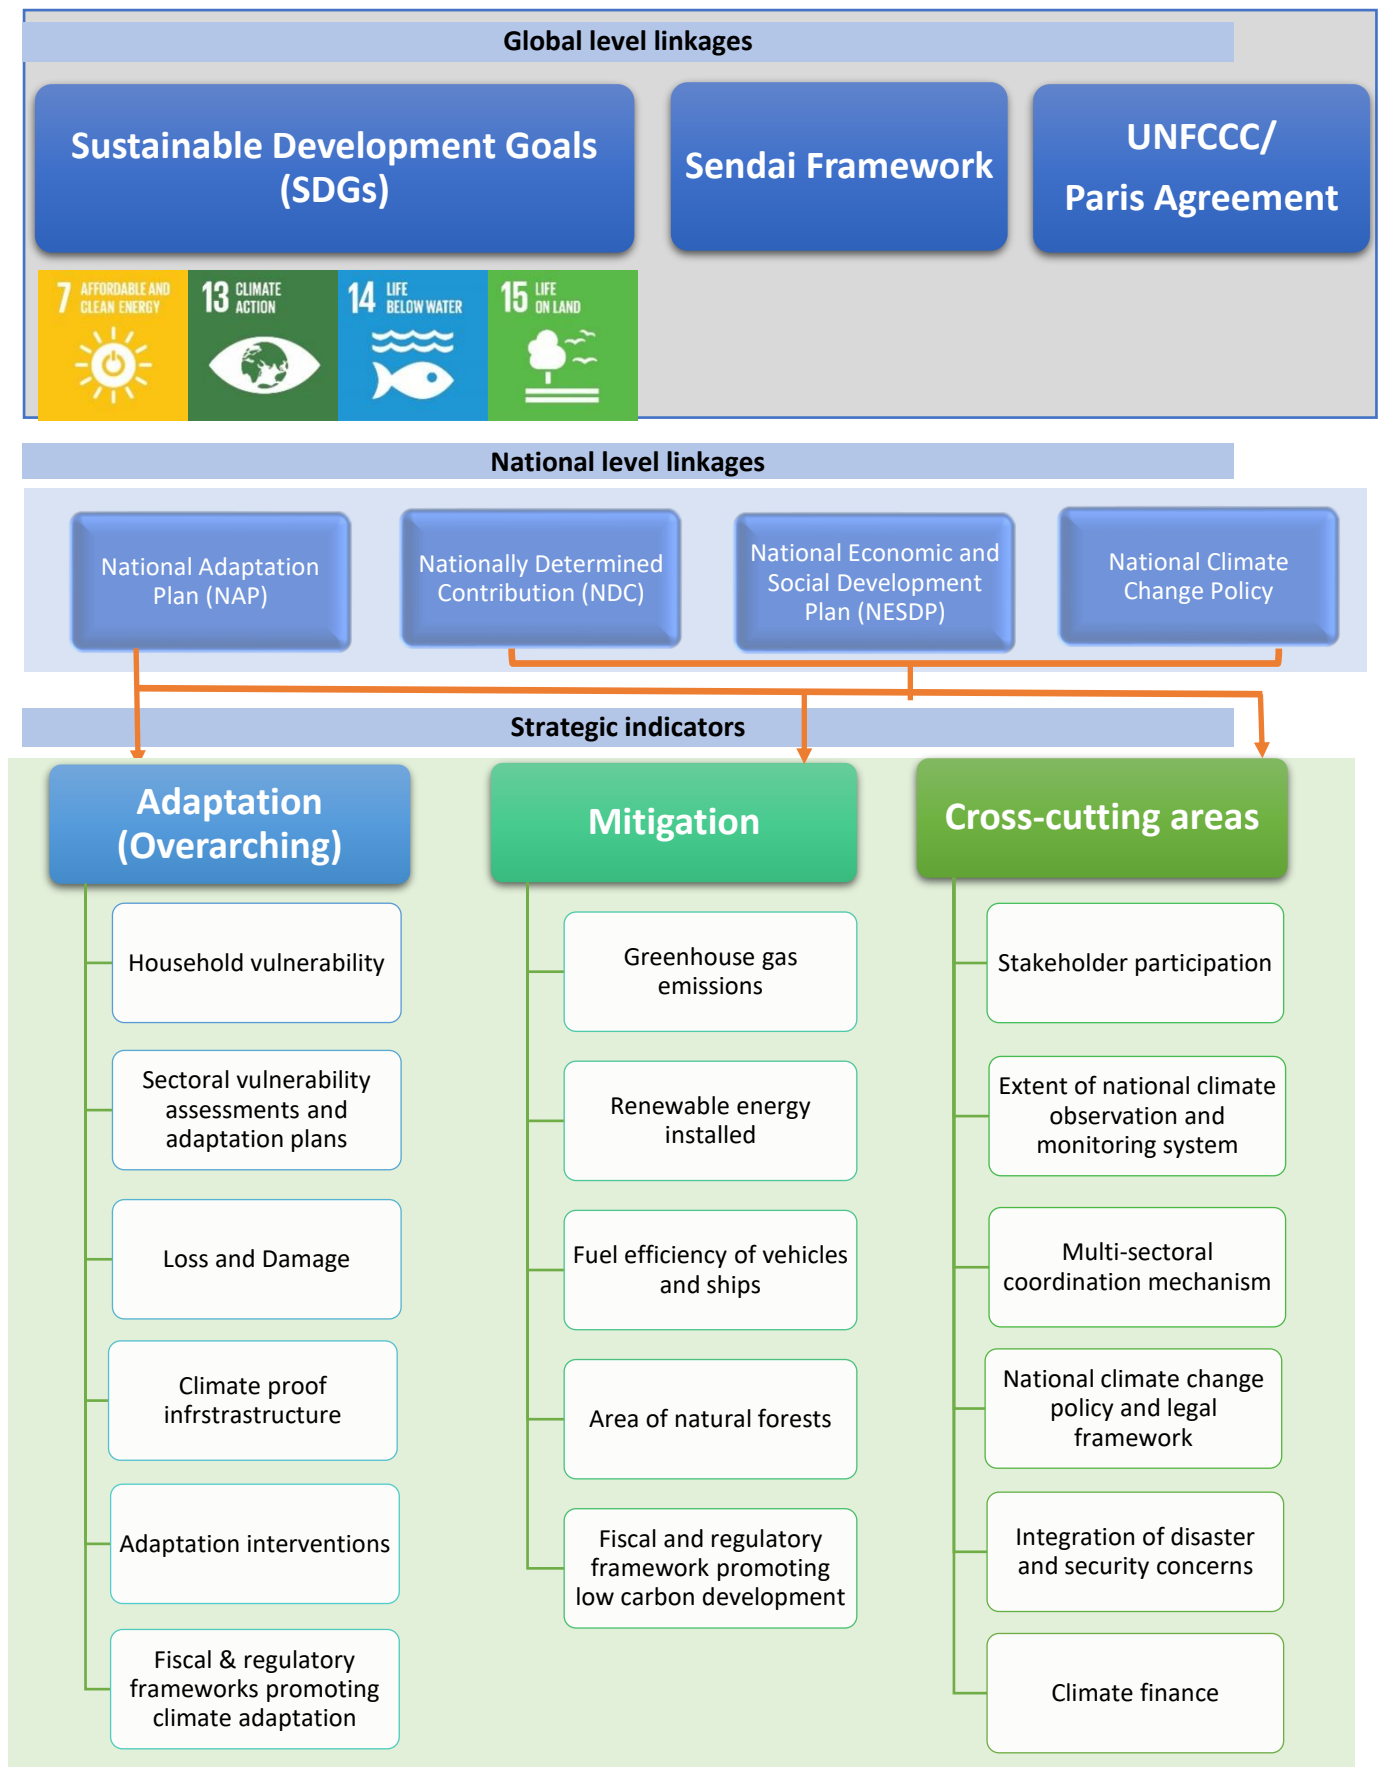 Global level linkages
Sustainable Development Goals
(SDGs)
Sendai Framework
UNFCCC/
Paris Agreement
7 AFFORDABLE AND
CLEAN ENERGY
13 CLIMATE
ACTION
14 LIFE
BELOW WATER
15 LIFE
ON LAND
National level linkages
National Adaptation
Plan (NAP)
Nationally Determined
Contribution (NDC)
National Economic and
Social Development
Plan (NESDP)
National Climate
Change Policy
Strategic indicators
Adaptation
(Overarching)
Household vulnerability
Sectoral vulnerability
assessments and
adaptation plans
Loss and Damage
Climate proof
infrstrastructure
Adaptation interventions
Fiscal & regulatory
frameworks promoting
climate adaptation
Mitigation
Greenhouse gas
emissions
Renewable energy
installed
Fuel efficiency of vehicles
and ships
Area of natural forests
Fiscal and regulatory
framework promoting
low carbon development
Cross-cutting areas
Stakeholder participation
Extent of national climate
observation and
monitoring system
Multi-sectoral
coordination mechanism
National climate change
policy and legal
framework
Integration of disaster
and security concerns
Climate finance